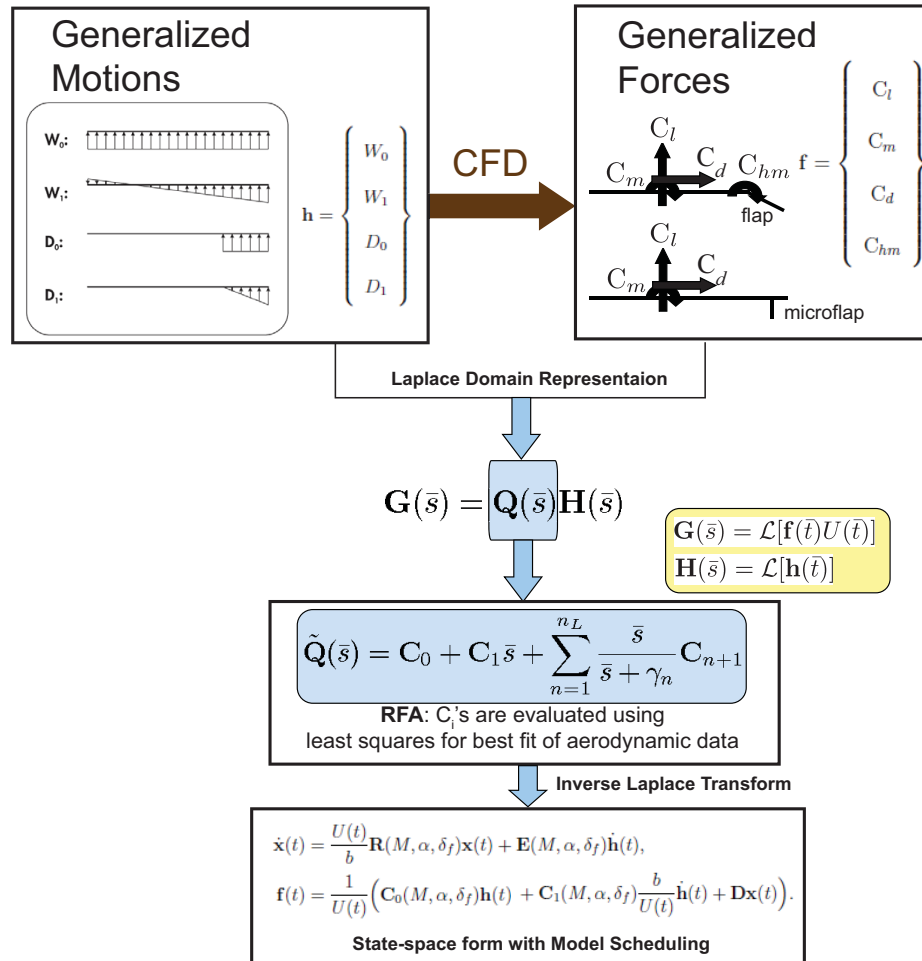 Generalized
Motions
W₀:
W₁:
D₀:
D₁:
h = { W₀ W₁ D₀ D₁ }
CFD
Generalized
Forces
C_l
C_m C_d C_hm
flap
C_l
C_m C_d
microflap
f = { C_l C_m C_d C_hm }
Laplace Domain Representaion
G(s̄) = Q(s̄)H(s̄)
G(s̄) = ℒ[f(t̄)U(t̄)]
H(s̄) = ℒ[h(t̄)]
Q̃(s̄) = C₀ + C₁s̄ + ∑_{n=1}^{n_L} s̄/(s̄ + γₙ) C_{n+1}
RFA: C_i's are evaluated using
least squares for best fit of aerodynamic data
Inverse Laplace Transform
ẋ(t) = U(t)/b R(M, α, δ_f)x(t) + E(M, α, δ_f)ḣ(t),
f(t) = 1/U(t) (C₀(M, α, δ_f)h(t) + C₁(M, α, δ_f) b/U(t) ḣ(t) + Dx(t)).
State-space form with Model Scheduling